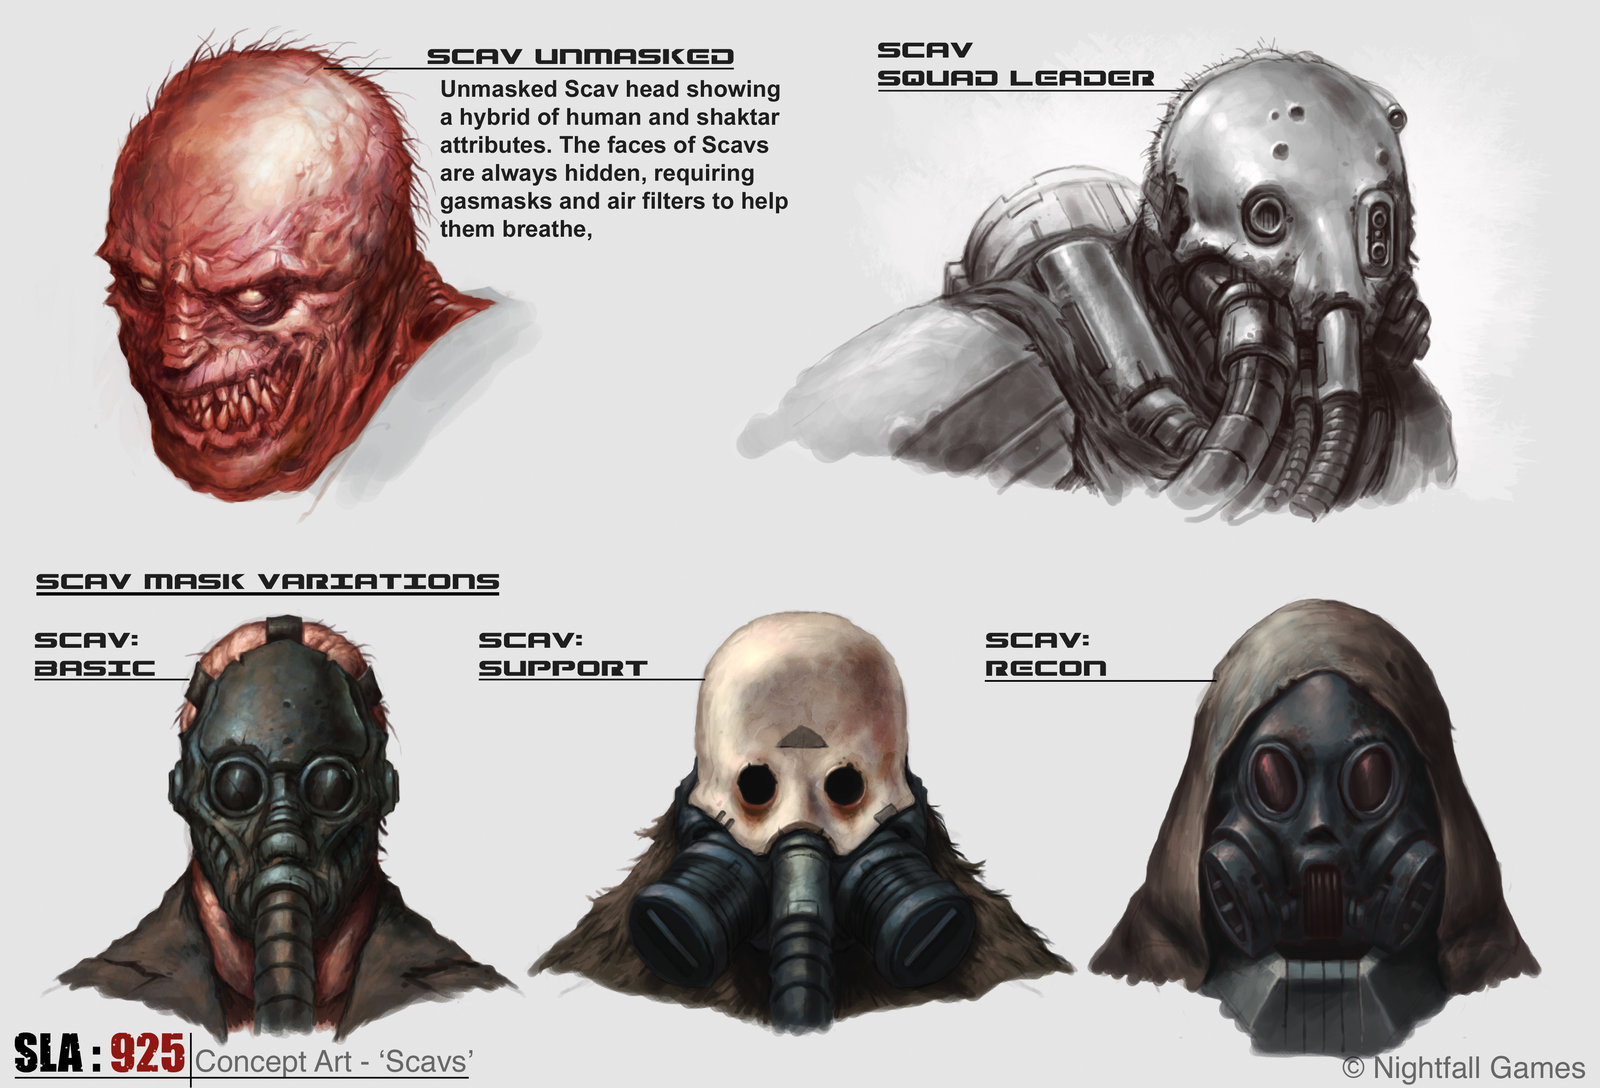 SCAV UNMASKED
Unmasked Scav head showing
a hybrid of human and shaktar
attributes. The faces of Scavs
are always hidden, requiring
gasmasks and air filters to help
them breathe,
SCAV
SQUAD LEADER
SCAV MASK VARIATIONS
SCAV:
BASIC
SCAV:
SUPPORT
SCAV:
RECON
SLA : 925 Concept Art - ‘Scavs’
© Nightfall Games